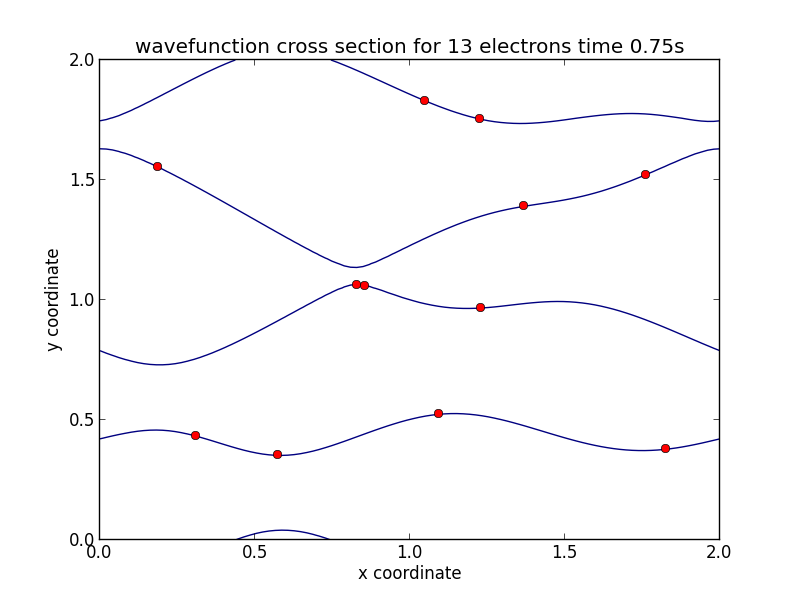 wavefunction cross section for 13 electrons time 0.75s
2.0
1.5
1.0
0.5
0.0
y coordinate
0.0 0.5 1.0 1.5 2.0
x coordinate